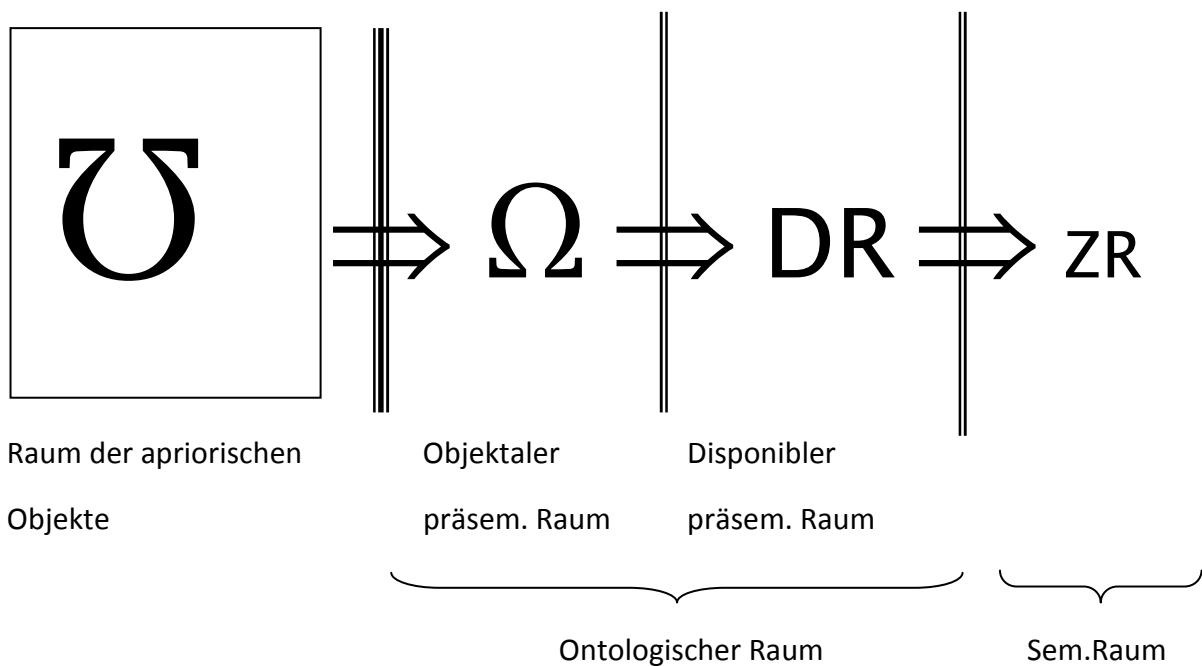 ℧ ⇒ Ω ⇒ DR ⇒ ZR
Raum der apriorischen Objektaler Disponibler
Objekte präsem. Raum präsem. Raum
Ontologischer Raum Sem.Raum